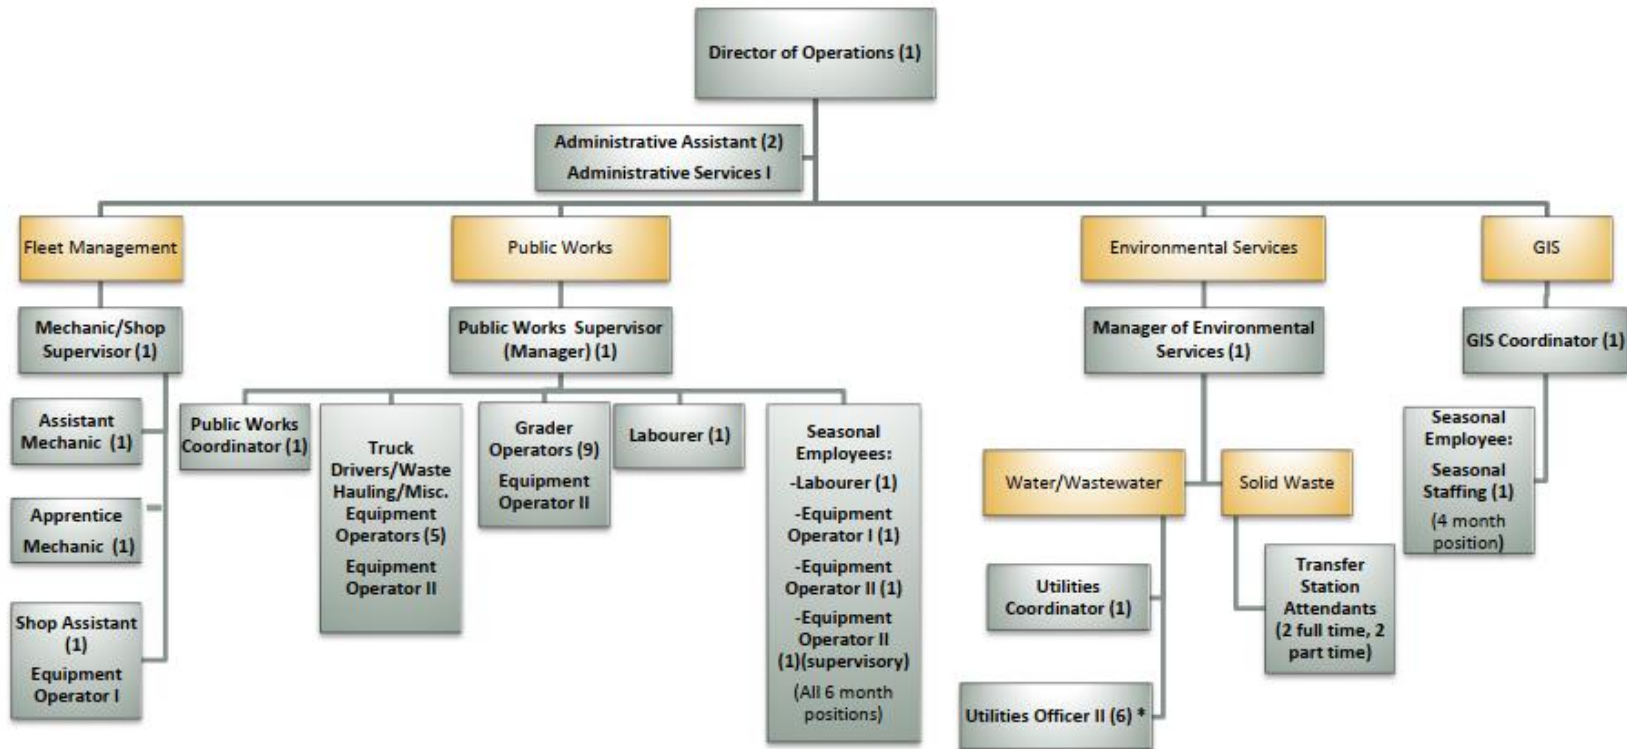 Director of Operations (1)
Administrative Assistant (2)
Administrative Services I
Fleet Management
Public Works
Environmental Services
GIS
Mechanic/Shop
Supervisor (1)
Public Works Supervisor
(Manager) (1)
Manager of Environmental
Services (1)
GIS Coordinator (1)
Assistant
Mechanic (1)
Apprentice
Mechanic (1)
Shop Assistant
(1)
Equipment
Operator I
Public Works
Coordinator (1)
Truck
Drivers/Waste
Hauling/Misc.
Equipment
Operators (5)
Equipment
Operator II
Grader
Operators (9)
Equipment
Operator II
Labourer (1)
Seasonal
Employees:
-Labourer (1)
-Equipment
Operator I (1)
-Equipment
Operator II (1)
-Equipment
Operator II
(1)(supervisory)
(All 6 month
positions)
Water/Wastewater
Solid Waste
Utilities
Coordinator (1)
Utilities Officer II (6) *
Transfer
Station
Attendants
(2 full time, 2
part time)
Seasonal
Employee:
Seasonal
Staffing (1)
(4 month
position)